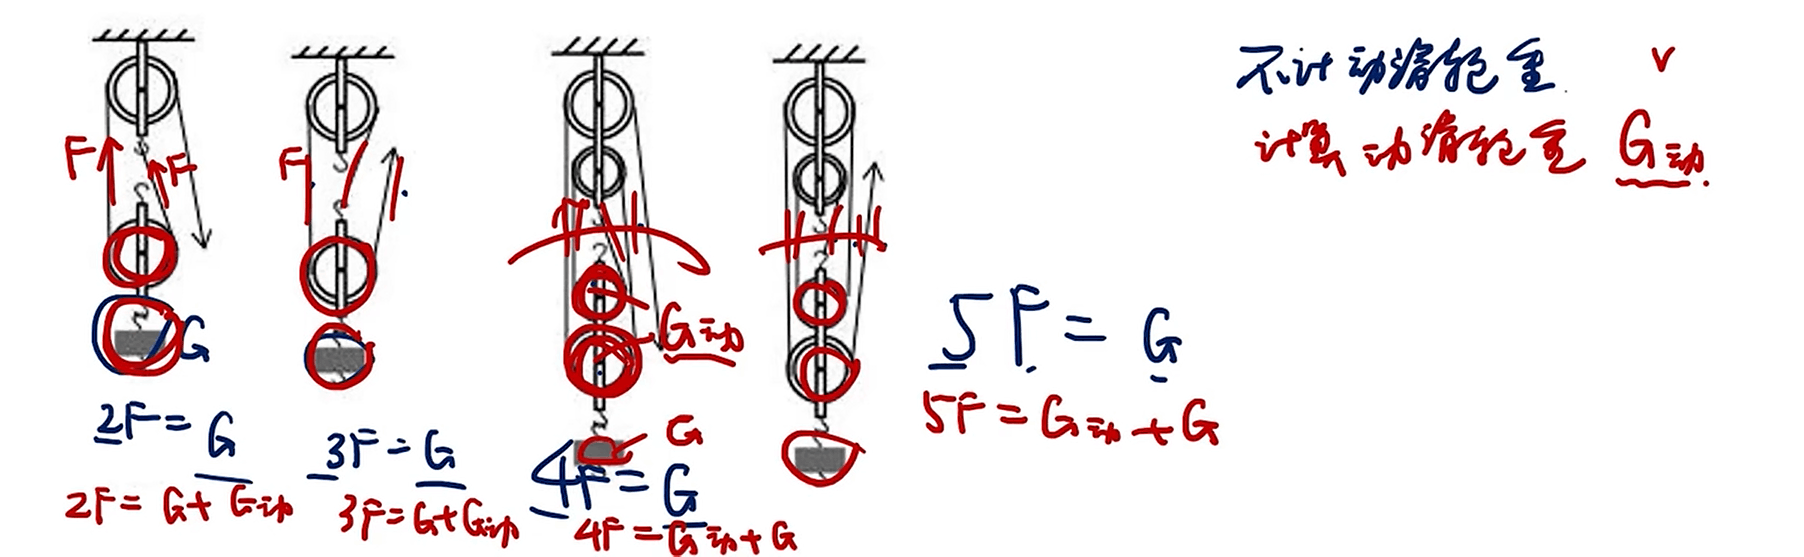 不计动滑轮重 v
计算动滑轮重 G动
F
F
F
G
G动
G
2F=G
2F=G+G动
3F=G
3F=G+G动
4F=G
4F=G动+G
5F=G
5F=G动+G